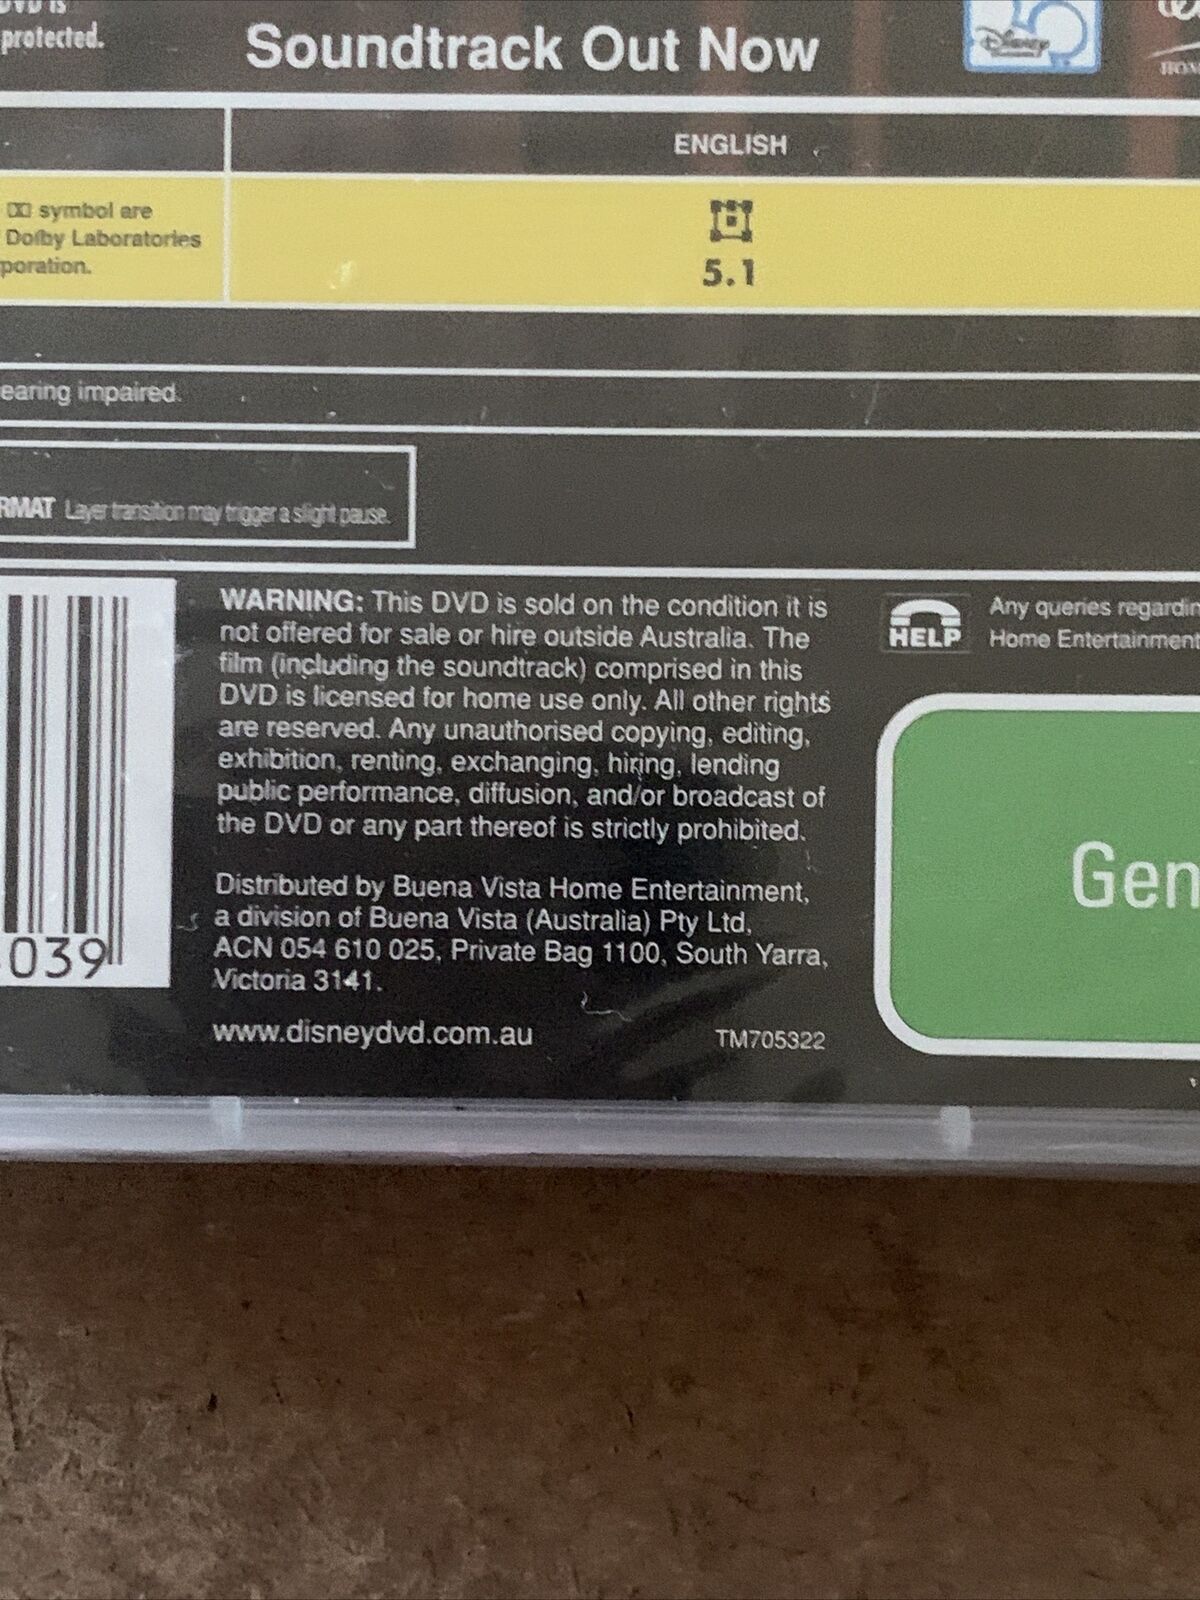 DVD is
protected.
Soundtrack Out Now
Disney
ENGLISH
symbol are
Dolby Laboratories
poration.
5.1
earing impaired.
RMAT Layer transition may trigger a slight pause.
WARNING: This DVD is sold on the condition it is
not offered for sale or hire outside Australia. The
film (including the soundtrack) comprised in this
DVD is licensed for home use only. All other rights
are reserved. Any unauthorised copying, editing,
exhibition, renting, exchanging, hiring, lending
public performance, diffusion, and/or broadcast of
the DVD or any part thereof is strictly prohibited.
Distributed by Buena Vista Home Entertainment,
a division of Buena Vista (Australia) Pty Ltd,
ACN 054 610 025, Private Bag 1100, South Yarra,
Victoria 3141.
www.disneydvd.com.au
TM705322
039
HELP
Any queries regardin
Home Entertainment
Gen